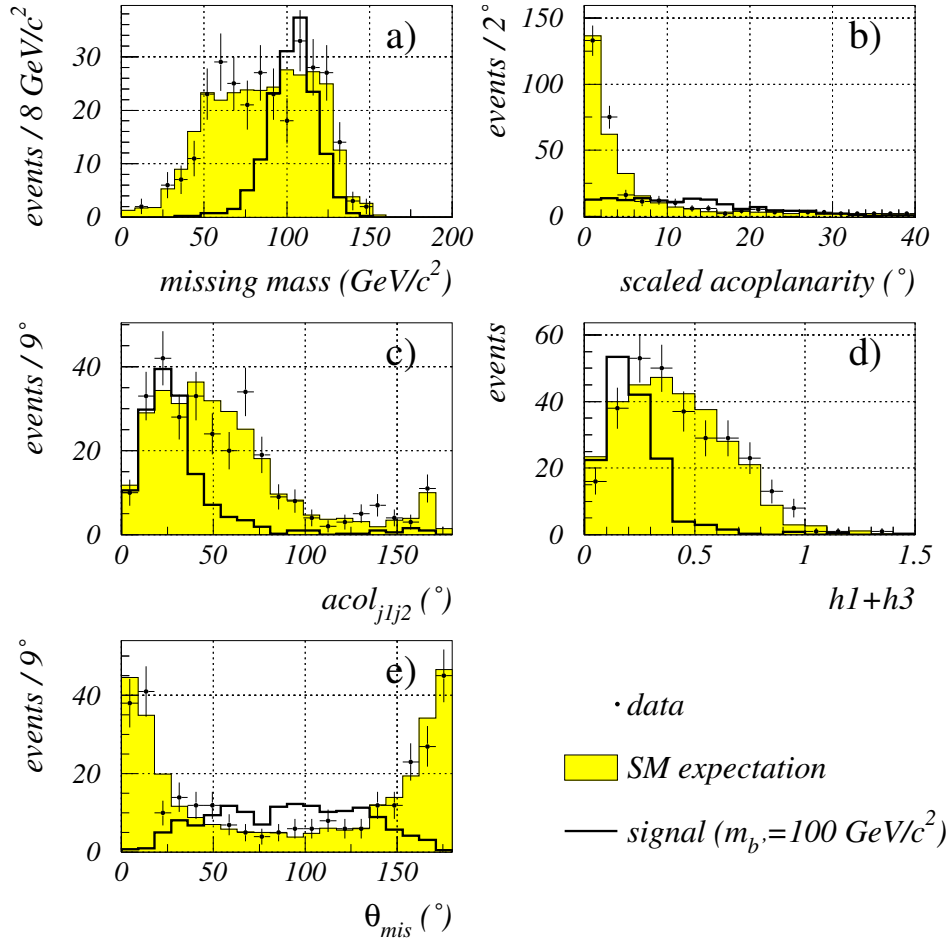 a)
events / 8 GeV/c²
30
20
10
0
0 50 100 150 200
missing mass (GeV/c²)
b)
events / 2°
150
100
50
0
0 10 20 30 40
scaled acoplanarity (°)
c)
events / 9°
40
20
0
0 50 100 150
acol_j1j2 (°)
d)
events
60
40
20
0
0 0.5 1 1.5
h1+h3
e)
events / 9°
40
20
0
0 50 100 150
θ_mis (°)
data
SM expectation
signal (m_b’=100 GeV/c²)